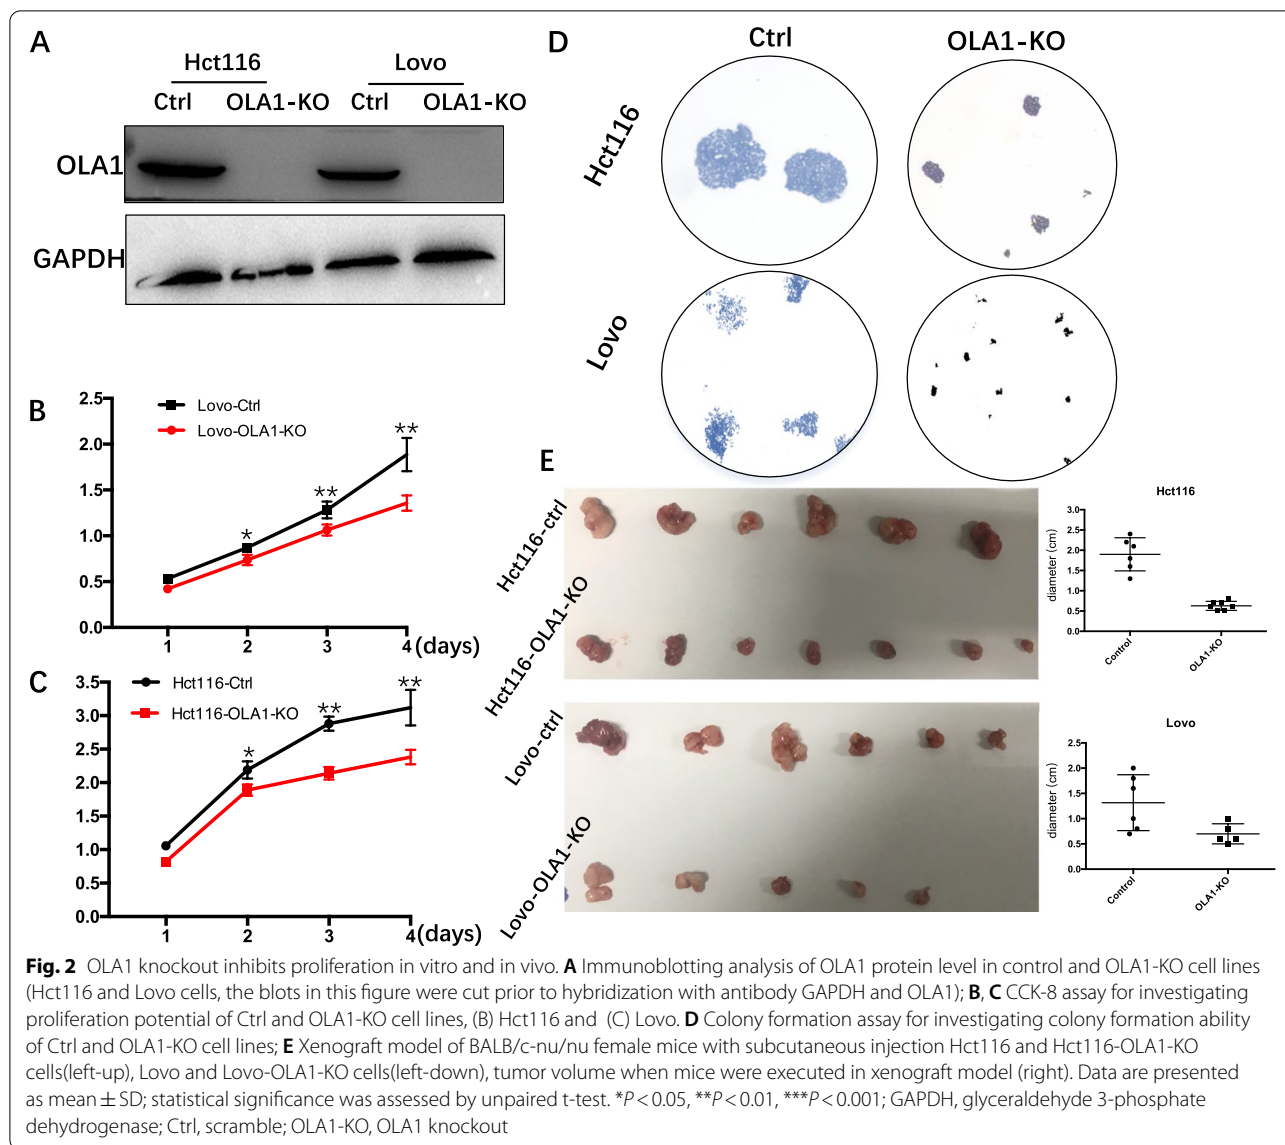 A
Hct116
Lovo
Ctrl
OLA1-KO
Ctrl
OLA1-KO
OLA1
GAPDH
B
2.5
2.0
1.5
1.0
0.5
0.0
Lovo-Ctrl
Lovo-OLA1-KO
*
**
**
1
2
3
4
(days)
C
3.5
3.0
2.5
2.0
1.5
1.0
0.5
0.0
Hct116-Ctrl
Hct116-OLA1-KO
*
**
**
1
2
3
4
(days)
D
Ctrl
OLA1-KO
Hct116
Lovo
E
Hct116-ctrl
Hct116-OLA1-KO
Lovo-ctrl
Lovo-OLA1-KO
Hct116
diameter (cm)
3.0
2.5
2.0
1.5
1.0
0.5
0.0
Control
OLA1-KO
Lovo
diameter (cm)
2.5
2.0
1.5
1.0
0.5
0.0
Control
OLA1-KO
Fig. 2 OLA1 knockout inhibits proliferation in vitro and in vivo. A Immunoblotting analysis of OLA1 protein level in control and OLA1-KO cell lines
(Hct116 and Lovo cells, the blots in this figure were cut prior to hybridization with antibody GAPDH and OLA1); B, C CCK-8 assay for investigating
proliferation potential of Ctrl and OLA1-KO cell lines, (B) Hct116 and (C) Lovo. D Colony formation assay for investigating colony formation ability
of Ctrl and OLA1-KO cell lines; E Xenograft model of BALB/c-nu/nu female mice with subcutaneous injection Hct116 and Hct116-OLA1-KO
cells(left-up), Lovo and Lovo-OLA1-KO cells(left-down), tumor volume when mice were executed in xenograft model (right). Data are presented
as mean ± SD; statistical significance was assessed by unpaired t-test. *P < 0.05, **P < 0.01, ***P < 0.001; GAPDH, glyceraldehyde 3-phosphate
dehydrogenase; Ctrl, scramble; OLA1-KO, OLA1 knockout